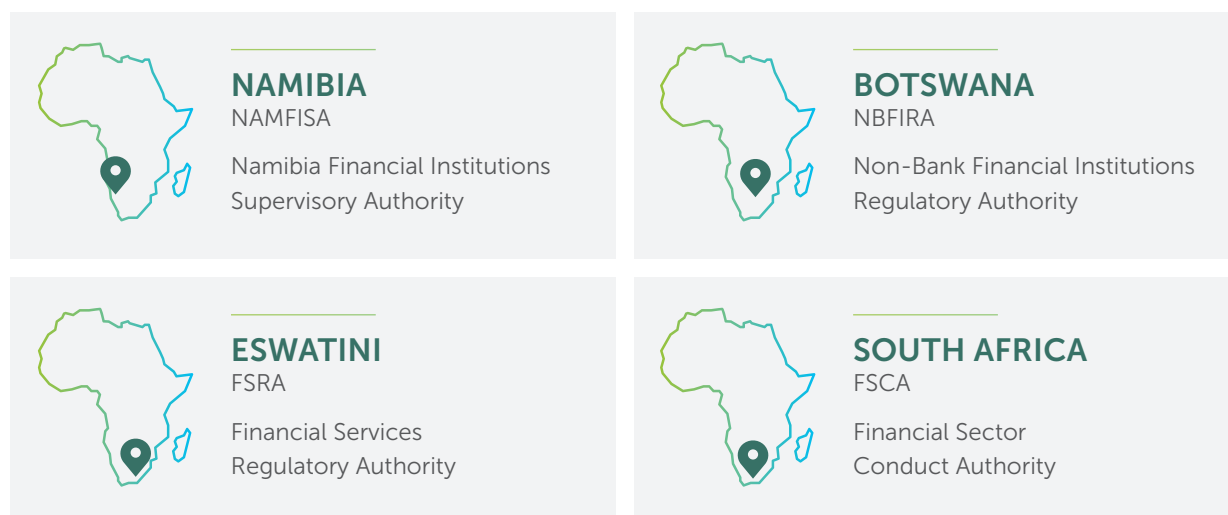 NAMIBIA
NAMFISA
Namibia Financial Institutions
Supervisory Authority
BOTSWANA
NBFIRA
Non-Bank Financial Institutions
Regulatory Authority
ESWATINI
FSRA
Financial Services
Regulatory Authority
SOUTH AFRICA
FSCA
Financial Sector
Conduct Authority